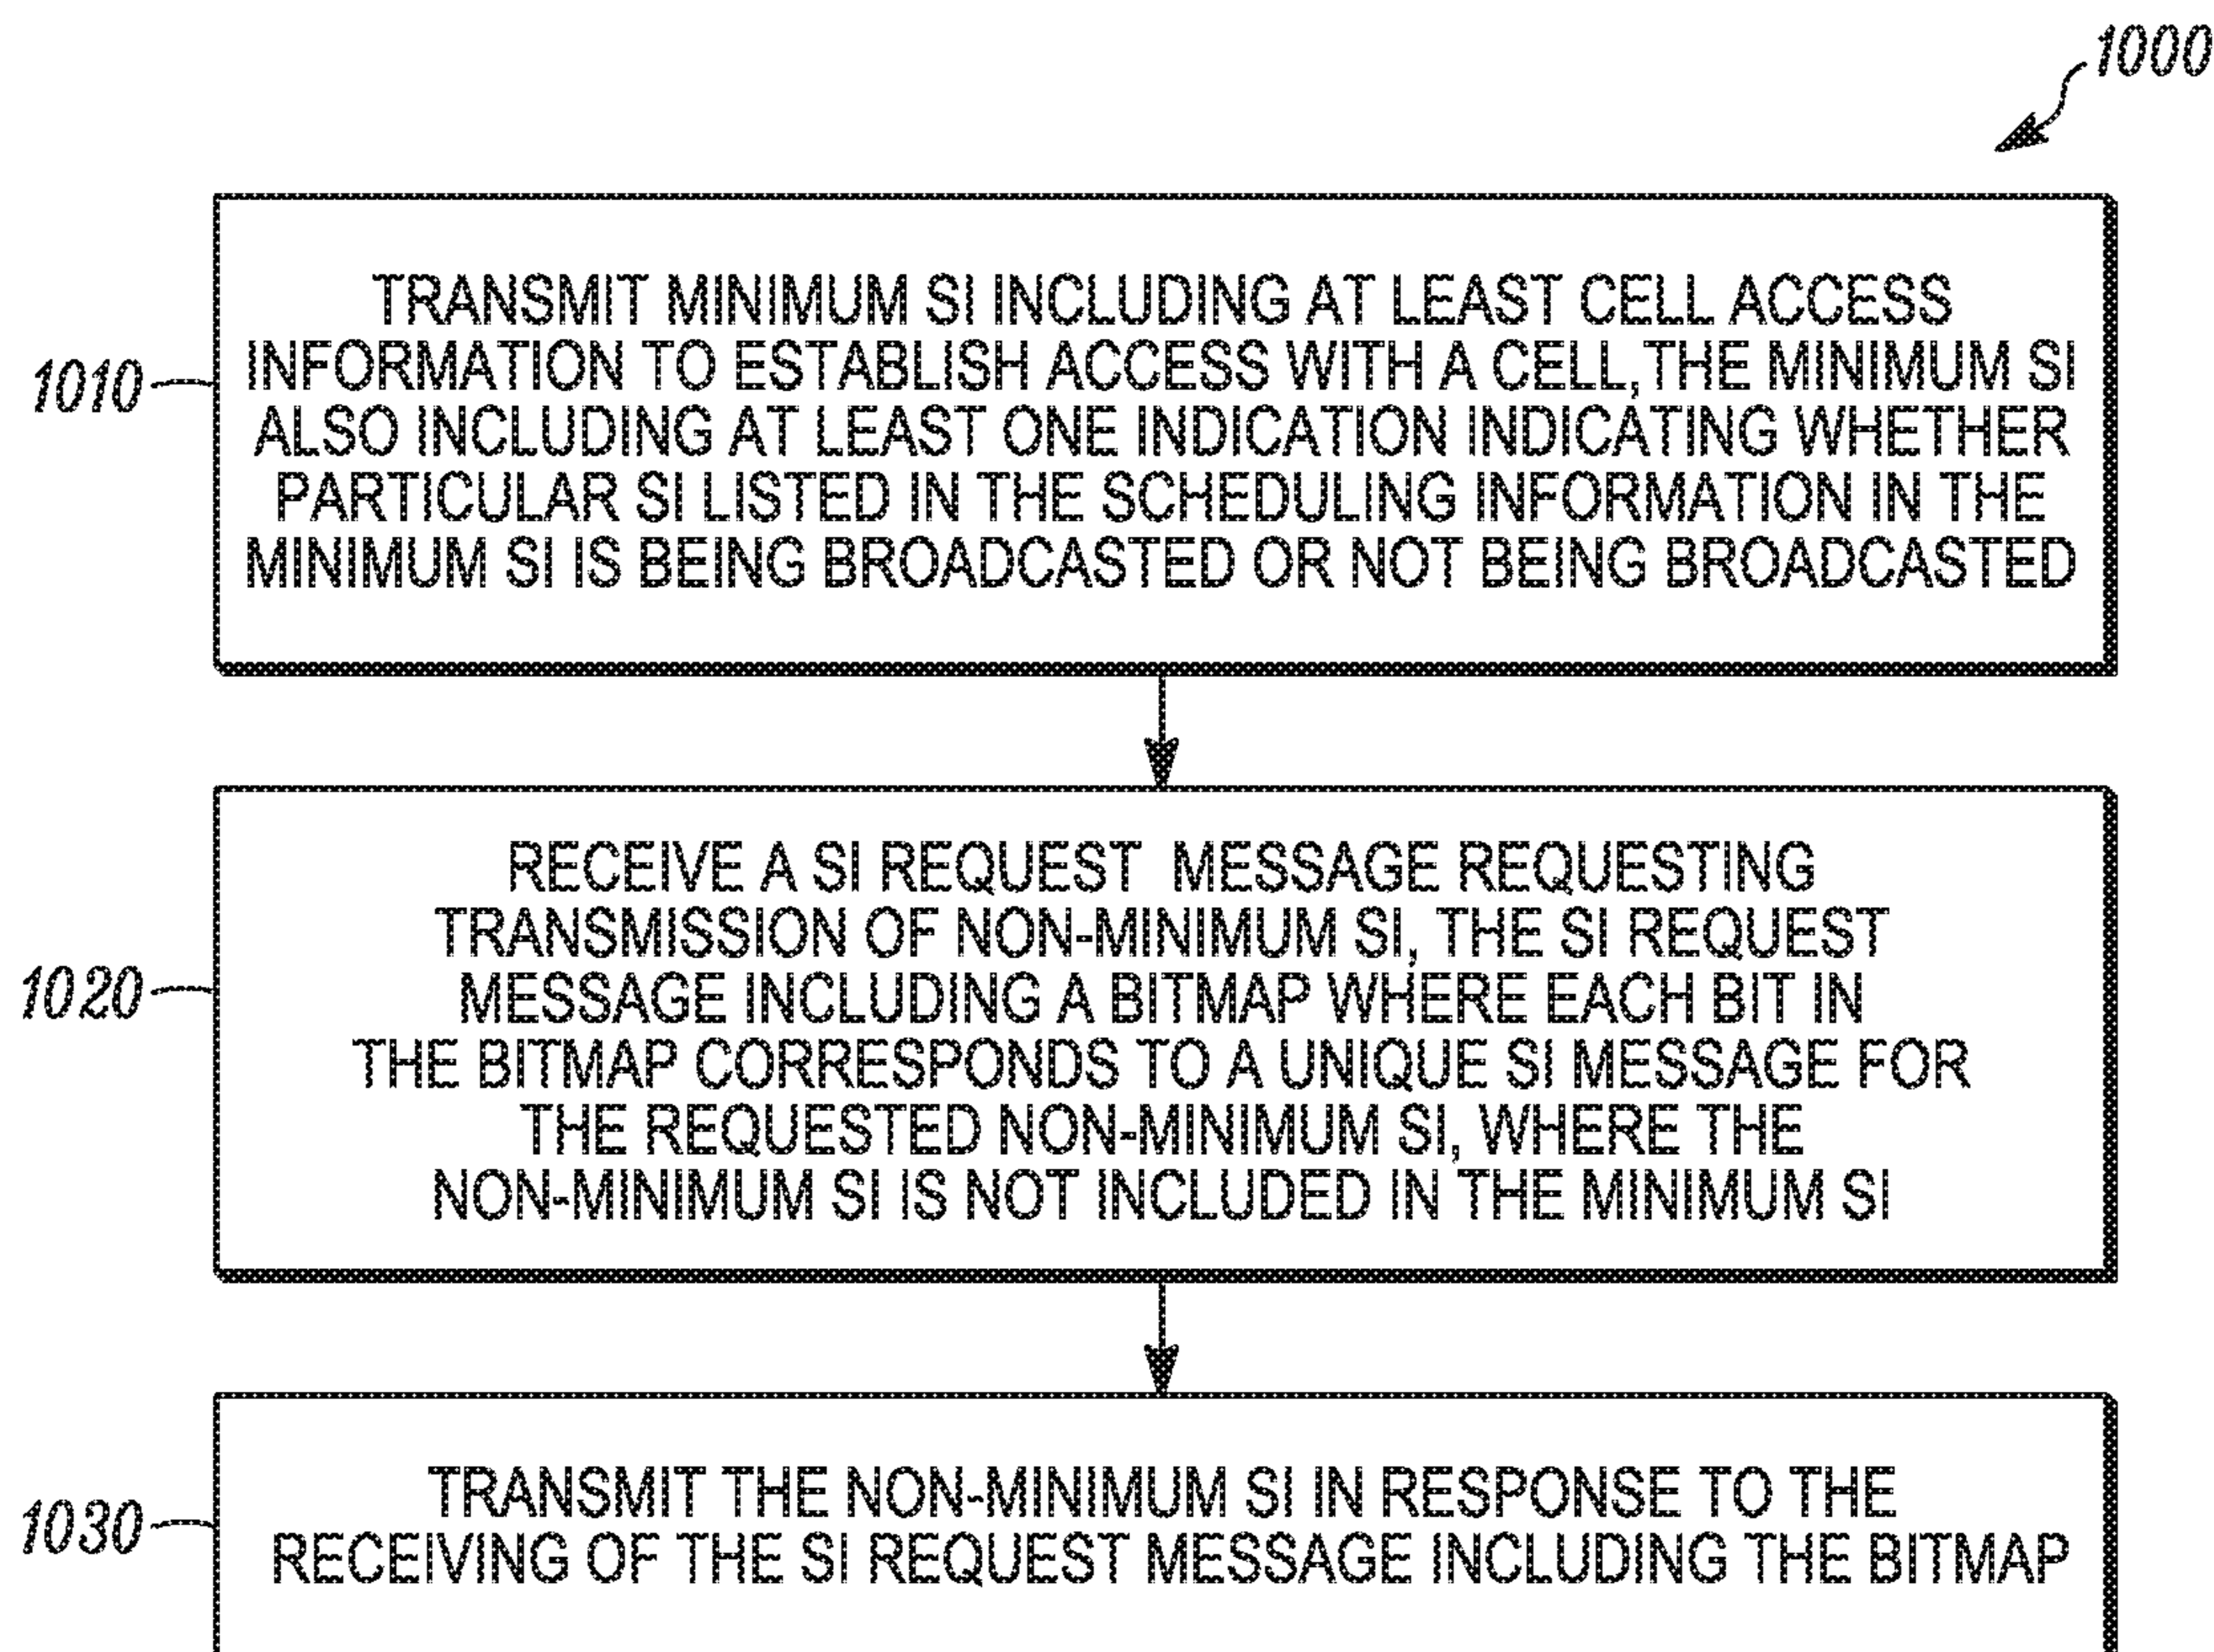 1000
1010
TRANSMIT MINIMUM SI INCLUDING AT LEAST CELL ACCESS
INFORMATION TO ESTABLISH ACCESS WITH A CELL, THE MINIMUM SI
ALSO INCLUDING AT LEAST ONE INDICATION INDICATING WHETHER
PARTICULAR SI LISTED IN THE SCHEDULING INFORMATION IN THE
MINIMUM SI IS BEING BROADCASTED OR NOT BEING BROADCASTED
1020
RECEIVE A SI REQUEST MESSAGE REQUESTING
TRANSMISSION OF NON-MINIMUM SI, THE SI REQUEST
MESSAGE INCLUDING A BITMAP WHERE EACH BIT IN
THE BITMAP CORRESPONDS TO A UNIQUE SI MESSAGE FOR
THE REQUESTED NON-MINIMUM SI, WHERE THE
NON-MINIMUM SI IS NOT INCLUDED IN THE MINIMUM SI
1030
TRANSMIT THE NON-MINIMUM SI IN RESPONSE TO THE
RECEIVING OF THE SI REQUEST MESSAGE INCLUDING THE BITMAP